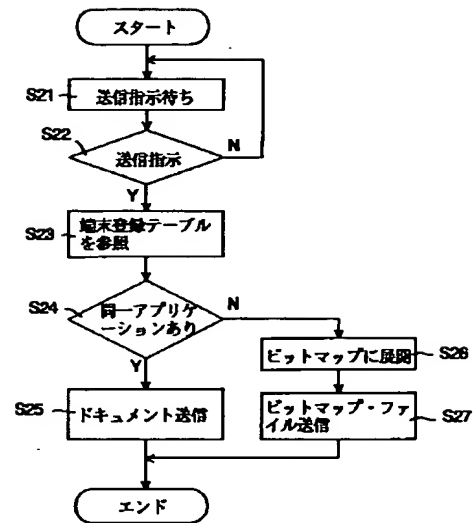 スタート
S21
送信指示待ち
S22
送信指示
N
Y
S23
端末登録テーブル
を参照
S24
同一アプリケ
ーションあり
N
Y
ビットマップに展開
S26
S25
ドキュメント送信
ビットマップ・ファ
イル送信
S27
エンド